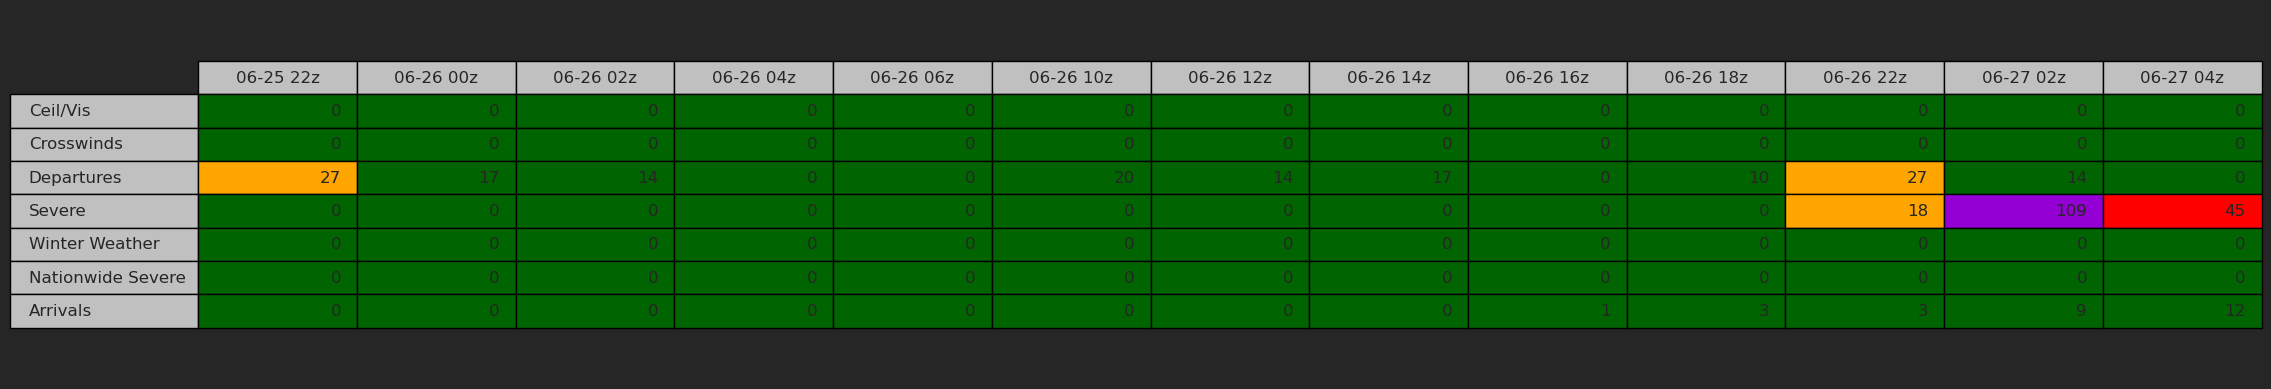 06-25 22z 06-26 00z 06-26 02z 06-26 04z 06-26 06z 06-26 10z 06-26 12z 06-26 14z 06-26 16z 06-26 18z 06-26 22z 06-27 02z 06-27 04z
Ceil/Vis 0 0 0 0 0 0 0 0 0 0 0 0 0
Crosswinds 0 0 0 0 0 0 0 0 0 0 0 0 0
Departures 27 17 14 0 0 20 14 17 0 10 27 14 0
Severe 0 0 0 0 0 0 0 0 0 0 18 109 45
Winter Weather 0 0 0 0 0 0 0 0 0 0 0 0 0
Nationwide Severe 0 0 0 0 0 0 0 0 0 0 0 0 0
Arrivals 0 0 0 0 0 0 0 0 1 3 3 9 12